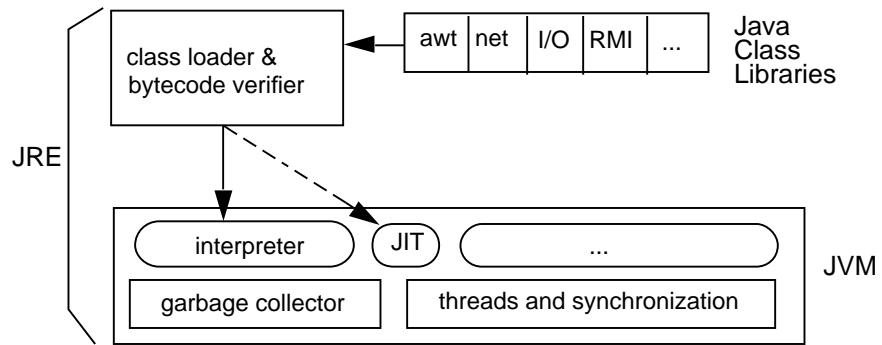 class loader &
bytecode verifier
awt net I/O RMI ...
Java
Class
Libraries
JRE
interpreter
JIT
...
JVM
garbage collector
threads and synchronization